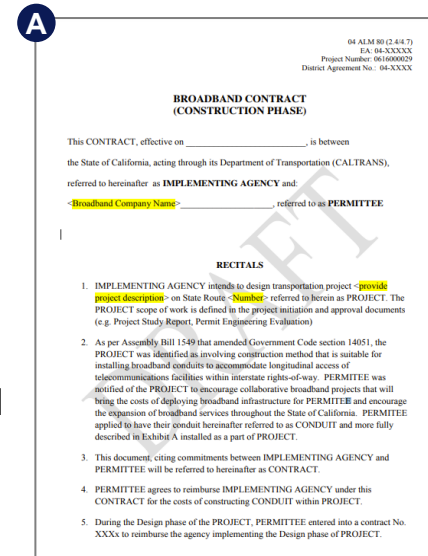 A
04 ALM 80 (2.4/4.7)
EA: 04-XXXXX
Project Number: 0616000029
District Agreement No.: 04-XXXX
BROADBAND CONTRACT
(CONSTRUCTION PHASE)
This CONTRACT, effective on ___________________________, is between
the State of California, acting through its Department of Transportation (CALTRANS),
referred to hereinafter as IMPLEMENTING AGENCY and:
<Broadband Company Name>_____________________, referred to as PERMITTEE
DRAFT
RECITALS
1. IMPLEMENTING AGENCY intends to design transportation project <provide
project description> on State Route <Number> referred to herein as PROJECT. The
PROJECT scope of work is defined in the project initiation and approval documents
(e.g. Project Study Report, Permit Engineering Evaluation)
2. As per Assembly Bill 1549 that amended Government Code section 14051, the
PROJECT was identified as involving construction method that is suitable for
installing broadband conduits to accommodate longitudinal access of
telecommunications facilities within interstate rights-of-way. PERMITTEE was
notified of the PROJECT to encourage collaborative broadband projects that will
bring the costs of deploying broadband infrastructure for PERMITEE and encourage
the expansion of broadband services throughout the State of California. PERMITEE
applied to have their conduit hereinafter referred to as CONDUIT and more fully
described in Exhibit A installed as a part of PROJECT.
3. This document, citing commitments between IMPLEMENTING AGENCY and
PERMITTEE will be referred to hereinafter as CONTRACT.
4. PERMITTEE agrees to reimburse IMPLEMENTING AGENCY under this
CONTRACT for the costs of constructing CONDUIT within PROJECT.
5. During the Design phase of the PROJECT, PERMITTEE entered into a contract No.
XXXx to reimburse the agency implementing the Design phase of PROJECT.